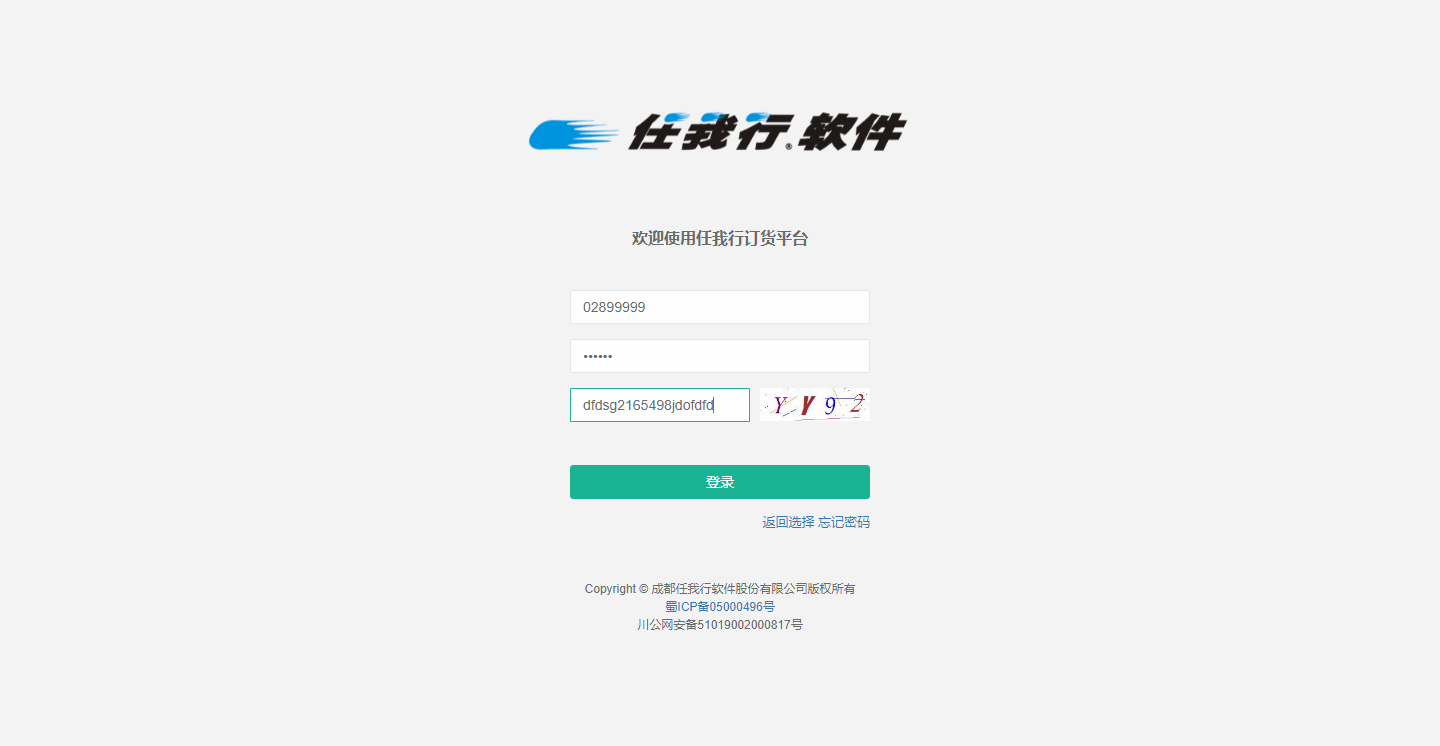 任我行®软件
欢迎使用任我行订货平台
02899999
••••••
dfdsg2165498jdofdfd
YY92
登录
返回选择 忘记密码
Copyright © 成都任我行软件股份有限公司版权所有
蜀ICP备05000496号
川公网安备51019002000817号